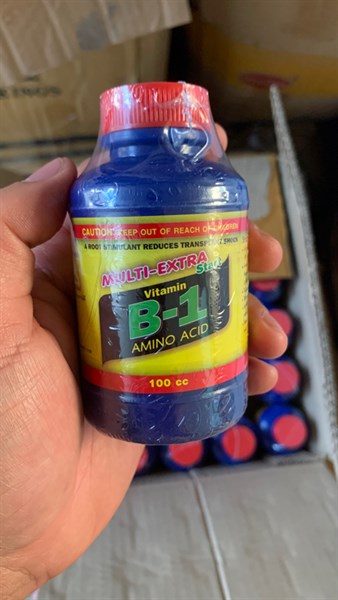 CAUTION: KEEP OUT OF REACH OF CHILDREN
A ROOT STIMULANT REDUCES TRANSPLANT SHOCK
MULTI-EXTRA
Start
Vitamin
B-1
AMINO ACID
100 cc